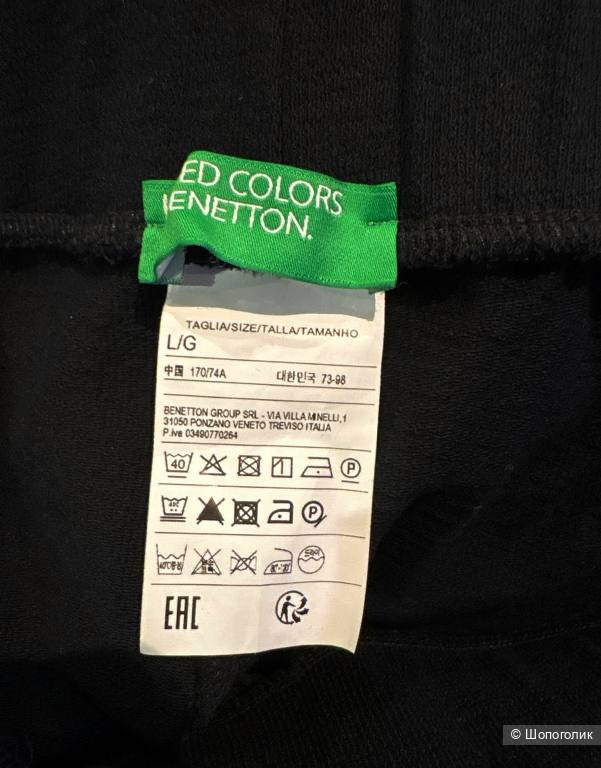 ED COLORS
BENETTON.
TAGLIA/SIZE/TALLA/TAMANHO
L/G
中国 170/74A 대한민국 73-98
BENETTON GROUP SRL - VIA VILLA MINELLI,1
31050 PONZANO VENETO TREVISO ITALIA
P.iva 03490770264
40 P
P
EAC
© Шопоголик